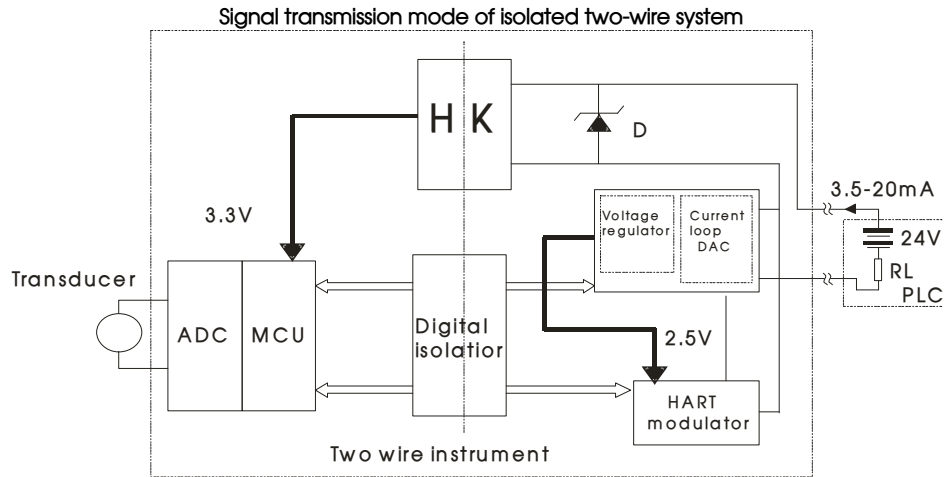 Signal transmission mode of isolated two-wire system
H K
D
3.5-20mA
3.3V
Voltage
regulator
Current
loop
DAC
24V
RL
PLC
Transducer
ADC
MCU
Digital
isolatior
2.5V
HART
modulator
Two wire instrument